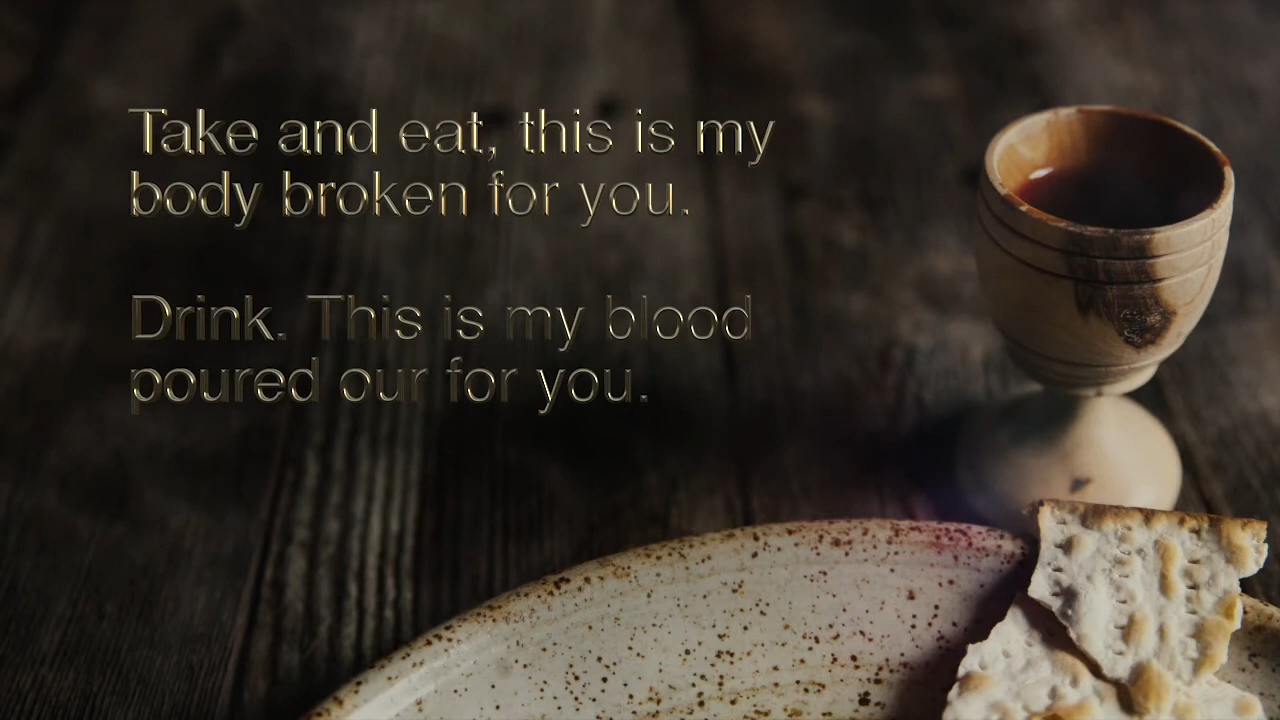 Take and eat, this is my
body broken for you.
Drink. This is my blood
poured our for you.